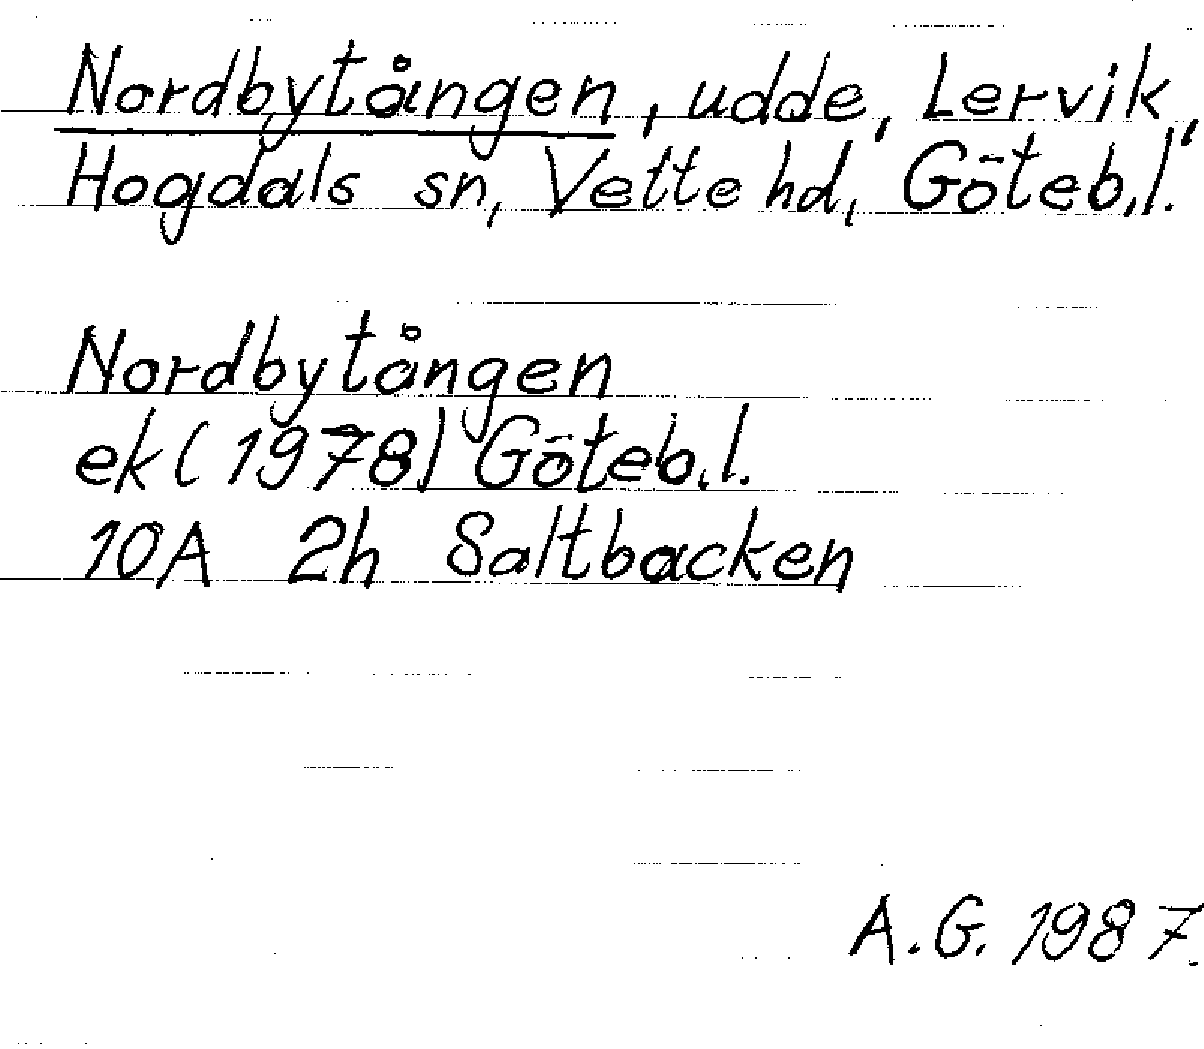 Nordbytången, udde, Lervik,
Hogdals sn, Vette hd, Göteb.l.
Nordbytången
ek (1978) Göteb.l.
10A 2h Saltbacken
A.G. 1987.